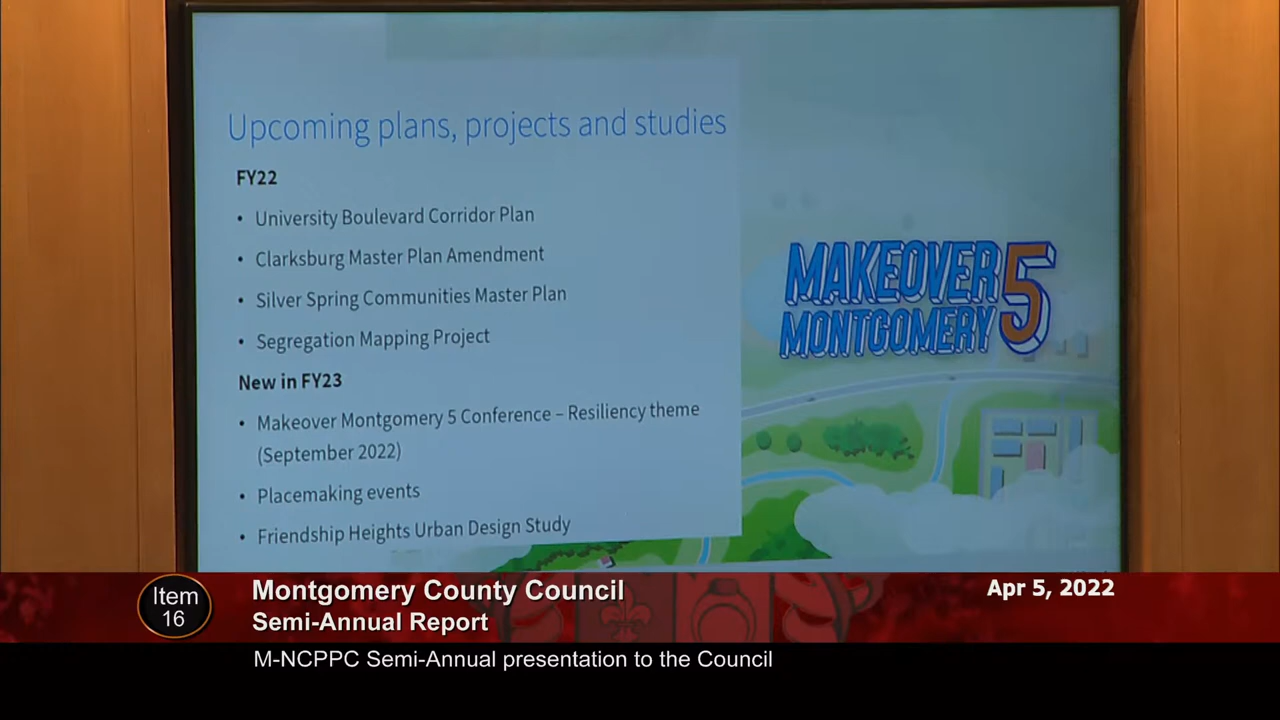 Upcoming plans, projects and studies
FY22
• University Boulevard Corridor Plan
• Clarksburg Master Plan Amendment
• Silver Spring Communities Master Plan
• Segregation Mapping Project
New in FY23
• Makeover Montgomery 5 Conference – Resiliency theme
(September 2022)
• Placemaking events
• Friendship Heights Urban Design Study
MAKEOVER
MONTGOMERY 5
Item
16
Montgomery County Council
Semi-Annual Report
Apr 5, 2022
M-NCPPC Semi-Annual presentation to the Council